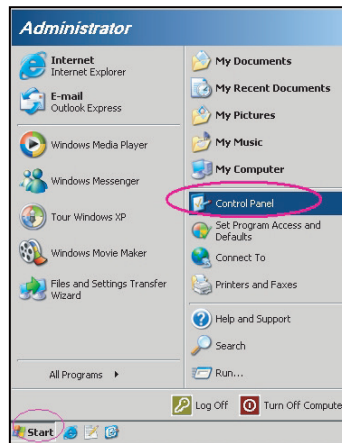 Administrator
Internet
Internet Explorer
E-mail
Outlook Express
Windows Media Player
Windows Messenger
Tour Windows XP
Windows Movie Maker
Files and Settings Transfer
Wizard
All Programs
My Documents
My Recent Documents
My Pictures
My Music
My Computer
Control Panel
Set Program Access and
Defaults
Connect To
Printers and Faxes
Help and Support
Search
Run...
Log Off
Turn Off Compute
Start